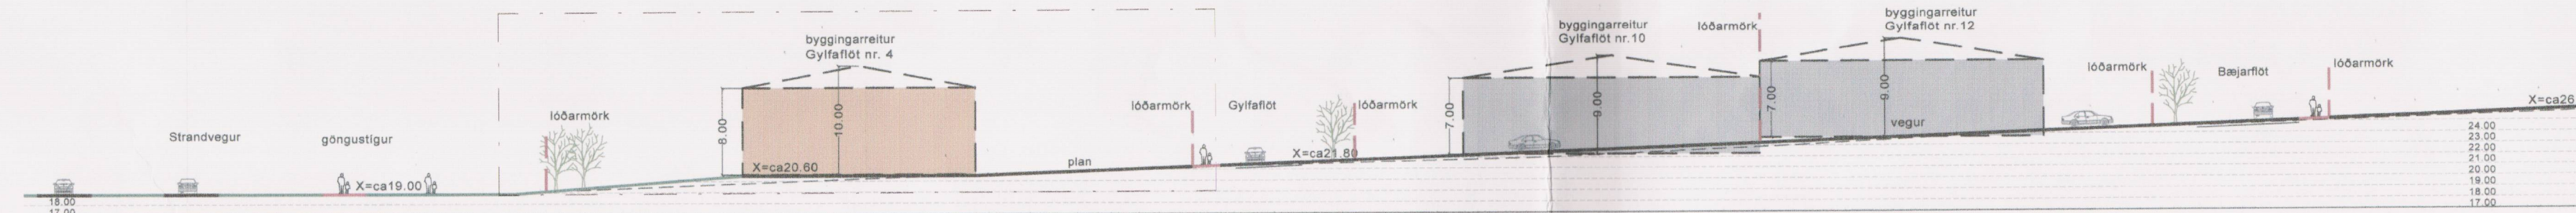 Strandvegur
göngustígur
X=ca19.00
18.00
17.00
lóðarmörk
byggingarreitur
Gylfaflöt nr. 4
8.00
10.00
X=ca20.60
plan
lóðarmörk
Gylfaflöt
lóðarmörk
X=ca21.80
byggingarreitur
Gylfaflöt nr.10
7.00
9.00
lóðarmörk
byggingarreitur
Gylfaflöt nr.12
7.00
9.00
vegur
lóðarmörk
Bæjarflöt
lóðarmörk
X=ca26
24.00
23.00
22.00
21.00
20.00
19.00
18.00
17.00